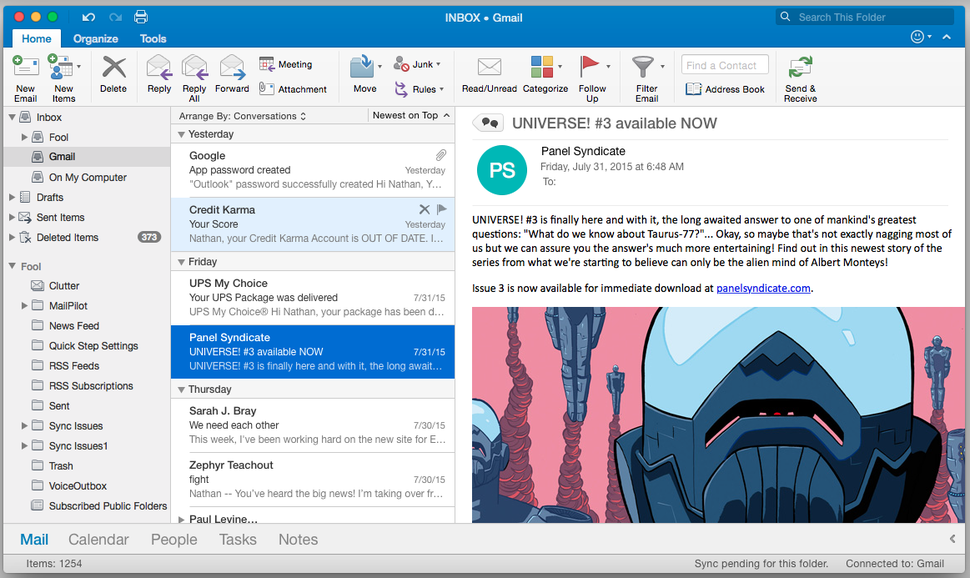 INBOX • Gmail
Search This Folder
Home Organize Tools
New Email
New Items
Delete
Reply
Reply All
Forward
Meeting
Attachment
Move
Junk
Rules
Read/Unread
Categorize
Follow Up
Filter Email
Find a Contact
Address Book
Send & Receive
Inbox
Fool
Gmail
On My Computer
Drafts
Sent Items
Deleted Items 373
Fool
Clutter
MailPilot
News Feed
Quick Step Settings
RSS Feeds
RSS Subscriptions
Sent
Sync Issues
Sync Issues1
Trash
VoiceOutbox
Subscribed Public Folders
Arrange By: Conversations Newest on Top
Yesterday
Google
App password created Yesterday
"Outlook" password successfully created Hi Nathan, Y...
Credit Karma
Your Score Yesterday
Nathan, your Credit Karma Account is OUT OF DATE. I...
Friday
UPS My Choice
Your UPS Package was delivered 7/31/15
UPS My Choice® Hi Nathan, your package has been d...
Panel Syndicate
UNIVERSE! #3 available NOW 7/31/15
UNIVERSE! #3 is finally here and with it, the long await...
Thursday
Sarah J. Bray
We need each other 7/30/15
This week, I've been working hard on the new site for E...
Zephyr Teachout
fight 7/30/15
Nathan -- You've heard the big news! I'm taking over fr...
Paul Levine...
UNIVERSE! #3 available NOW
PS
Panel Syndicate
Friday, July 31, 2015 at 6:48 AM
To:
UNIVERSE! #3 is finally here and with it, the long awaited answer to one of mankind's greatest
questions: "What do we know about Taurus-77?"... Okay, so maybe that's not exactly nagging most of
us but we can assure you the answer's much more entertaining! Find out in this newest story of the
series from what we're starting to believe can only be the alien mind of Albert Monteys!
Issue 3 is now available for immediate download at panelsyndicate.com.
Mail Calendar People Tasks Notes
Items: 1254
Sync pending for this folder. Connected to: Gmail